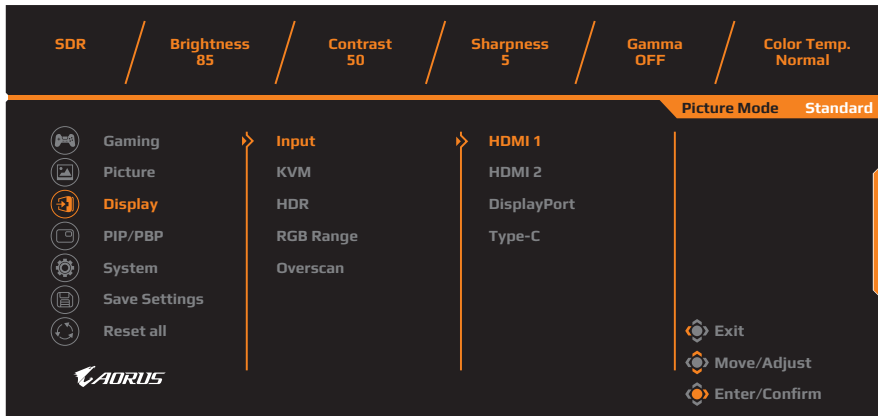 SDR Brightness Contrast Sharpness Gamma Color Temp.
85 50 5 OFF Normal
Picture Mode Standard
Gaming Input HDMI 1
Picture KVM HDMI 2
Display HDR DisplayPort
PIP/PBP RGB Range Type-C
System Overscan
Save Settings
Reset all
Exit
Move/Adjust
AORUS
Enter/Confirm